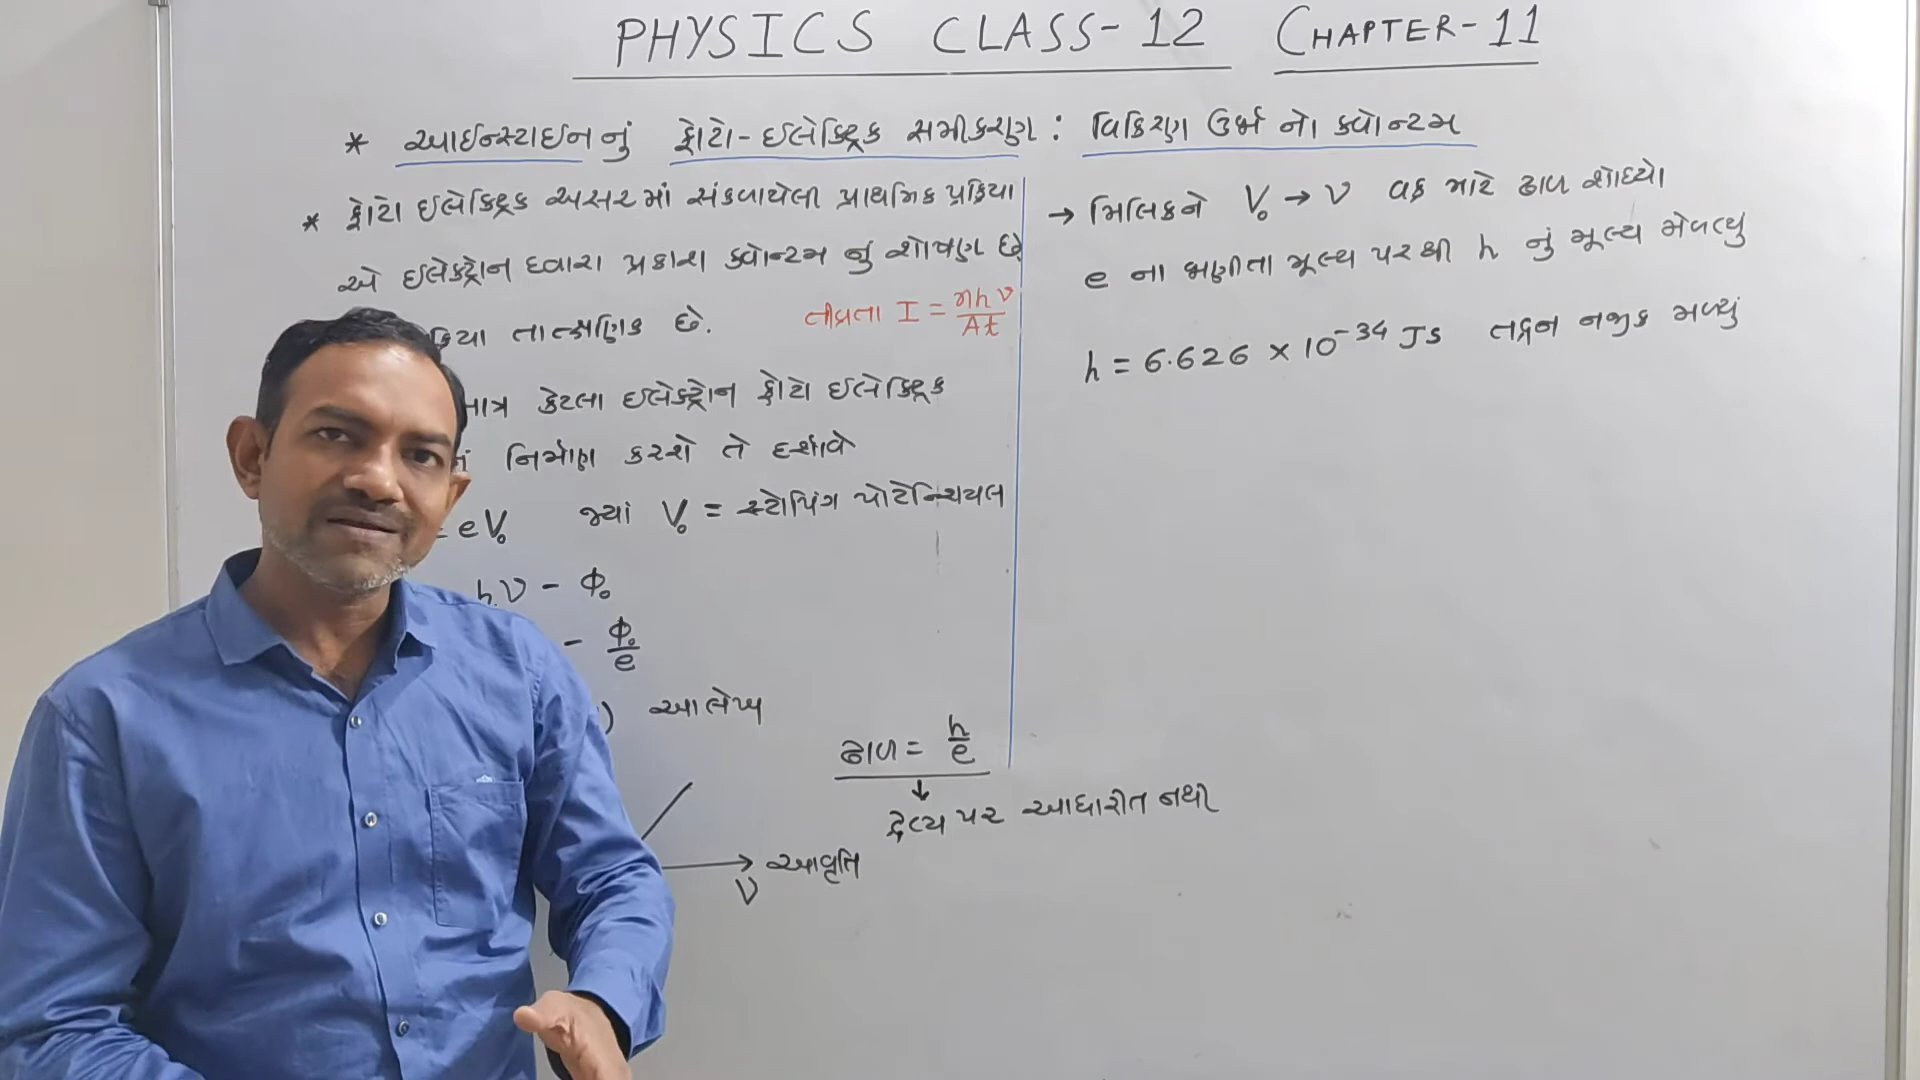 PHYSICS CLASS-12 CHAPTER-11
* આઈન્સ્ટાઈનનું ફોટો-ઈલેક્ટ્રિક સમીકરણ : વિકિરણ ઉર્જાનો ક્વોન્ટમ
* ફોટો ઈલેક્ટ્રિક અસરમાં સંકળાયેલી પ્રાથમિક પ્રક્રિયા
એ ઈલેક્ટ્રોન દ્વારા પ્રકાશ ક્વોન્ટમ નું શોષણ છે
ક્રિયા તાત્ક્ષણિક છે. તીવ્રતા I = nhν/At
માત્ર કેટલા ઈલેક્ટ્રોન ફોટો ઈલેક્ટ્રિક
નિર્માણ કરશે તે દર્શાવે
= eV₀ જ્યાં V₀ = સ્ટોપિંગ પોટેન્શિયલ
hν - Φ₀
- Φ₀/e
) આલેખ
ઢાળ = h/e
↓
દ્રવ્ય પર આધારીત નથી
ν આવૃતિ
→ મિલિકને V₀ → ν વક્ર માટે ઢાળ શોધ્યો
e ના જાણીતા મૂલ્ય પરથી h નું મૂલ્ય મેળવ્યું
h = 6.626 × 10⁻³⁴ JS તદ્દન નજીક મળ્યું